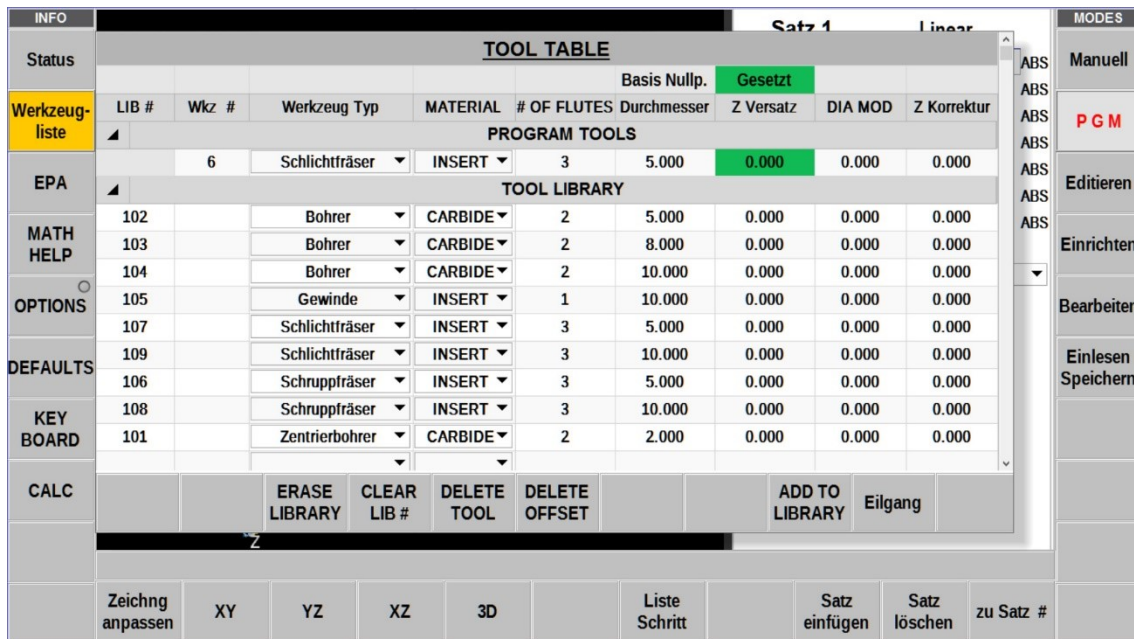 INFO
Status
Werkzeug-
liste
EPA
MATH
HELP
OPTIONS
DEFAULTS
KEY
BOARD
CALC
Satz 1 Linear
TOOL TABLE
Basis Nullp. Gesetzt
LIB # Wkz # Werkzeug Typ MATERIAL # OF FLUTES Durchmesser Z Versatz DIA MOD Z Korrektur
PROGRAM TOOLS
6 Schlichtfräser INSERT 3 5.000 0.000 0.000 0.000
TOOL LIBRARY
102 Bohrer CARBIDE 2 5.000 0.000 0.000 0.000
103 Bohrer CARBIDE 2 8.000 0.000 0.000 0.000
104 Bohrer CARBIDE 2 10.000 0.000 0.000 0.000
105 Gewinde INSERT 1 10.000 0.000 0.000 0.000
107 Schlichtfräser INSERT 3 5.000 0.000 0.000 0.000
109 Schlichtfräser INSERT 3 10.000 0.000 0.000 0.000
106 Schruppfräser INSERT 3 5.000 0.000 0.000 0.000
108 Schruppfräser INSERT 3 10.000 0.000 0.000 0.000
101 Zentrierbohrer CARBIDE 2 2.000 0.000 0.000 0.000
ERASE CLEAR DELETE DELETE ADD TO Eilgang
LIBRARY LIB # TOOL OFFSET LIBRARY
Z
ABS
ABS
ABS
ABS
ABS
ABS
ABS
MODES
Manuell
P G M
Editieren
Einrichten
Bearbeiten
Einlesen
Speichern
Zeichng XY YZ XZ 3D Liste Satz Satz zu Satz #
anpassen Schritt einfügen löschen